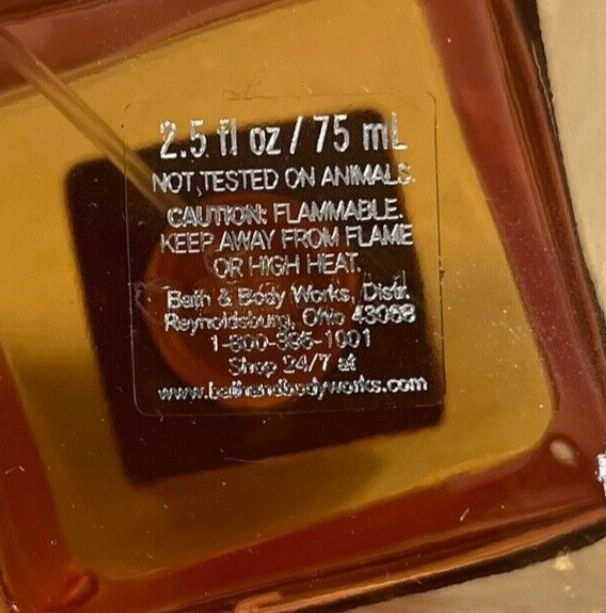 2.5 fl oz / 75 mL
NOT TESTED ON ANIMALS.
CAUTION: FLAMMABLE.
KEEP AWAY FROM FLAME
OR HIGH HEAT.
Bath & Body Works, Distr.
Reynoldsburg, Ohio 43068
1-800-395-1001
Shop 24/7 at
www.bathandbodyworks.com